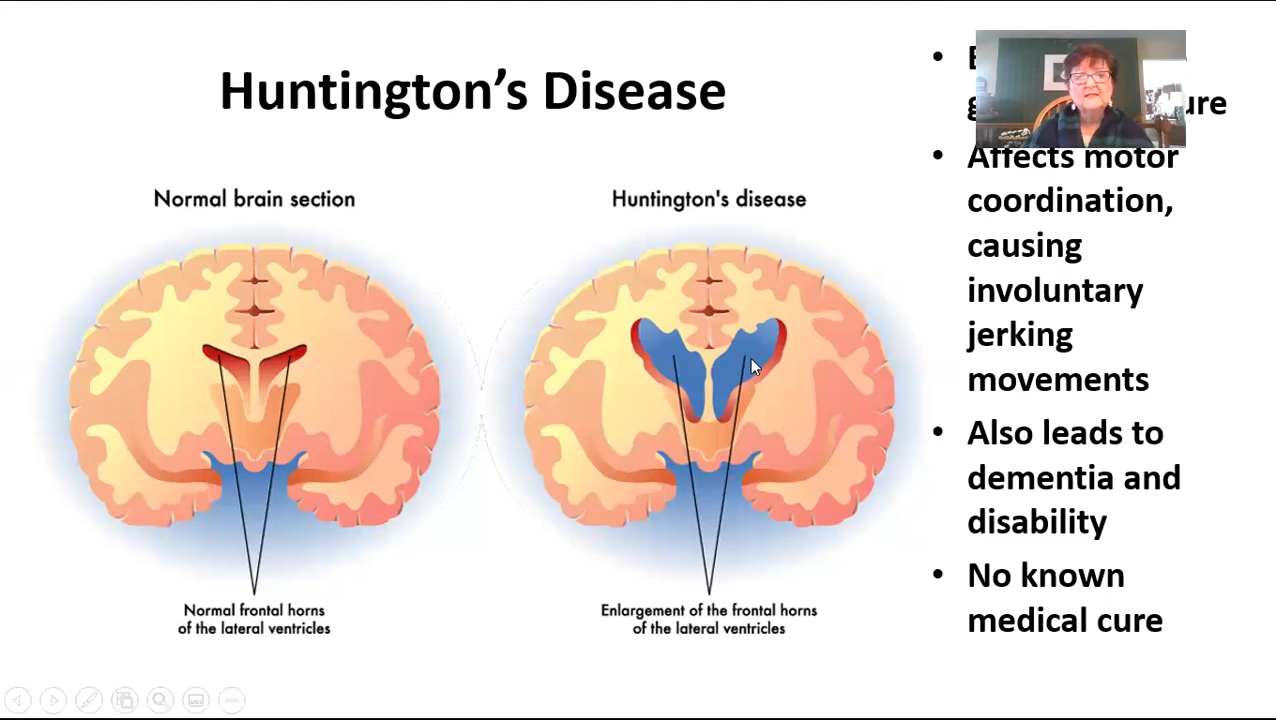 Huntington’s Disease
Normal brain section
Huntington's disease
Normal frontal horns
of the lateral ventricles
Enlargement of the frontal horns
of the lateral ventricles
• Affects motor
coordination,
causing
involuntary
jerking
movements
• Also leads to
dementia and
disability
• No known
medical cure